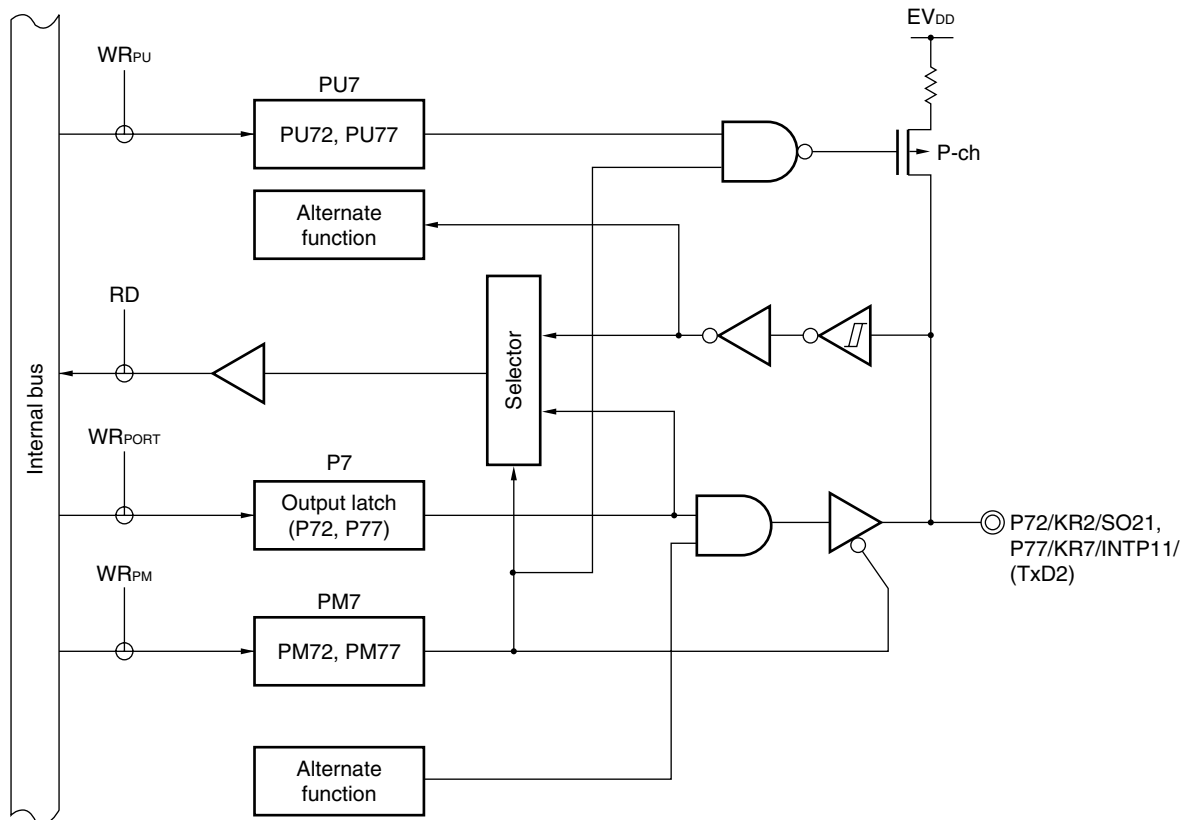 EVDD
WRPU
PU7
PU72, PU77
P-ch
Alternate
function
RD
Selector
Internal bus
WRPORT
P7
Output latch
(P72, P77)
P72/KR2/SO21,
P77/KR7/INTP11/
(TxD2)
WRPM
PM7
PM72, PM77
Alternate
function